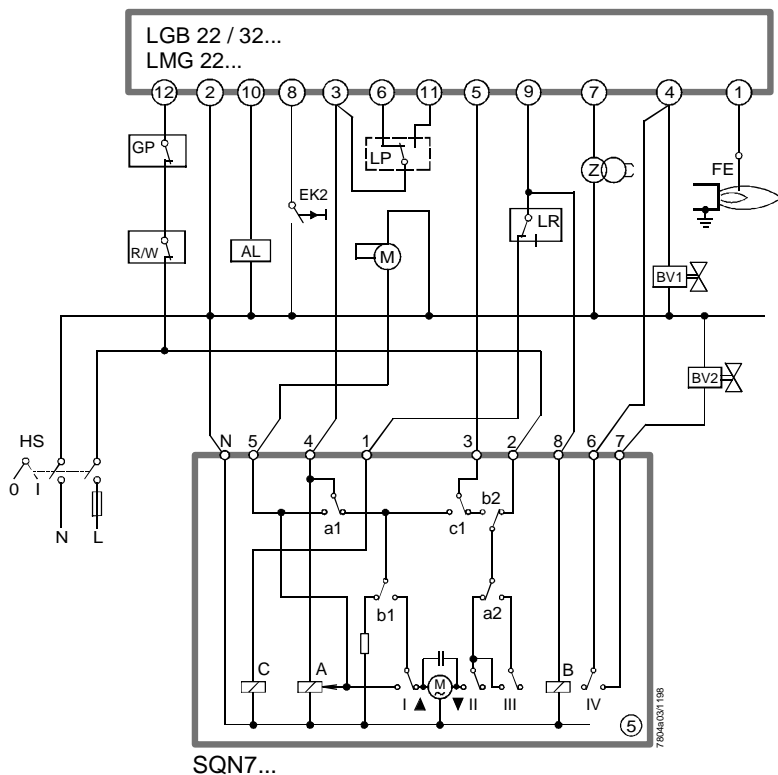 LGB 22 / 32...
LMG 22...
12 2 10 8 3 6 11 5 9 7 4 1
GP
LP
Z
FE
EK2
LR
R/W
AL
M
BV1
BV2
HS
N 5 4 1 3 2 8 6 7
0 I
N L
a1
c1
b2
b1
a2
C A
M
~
B
I II III IV
5
7804a03/1198
SQN7...